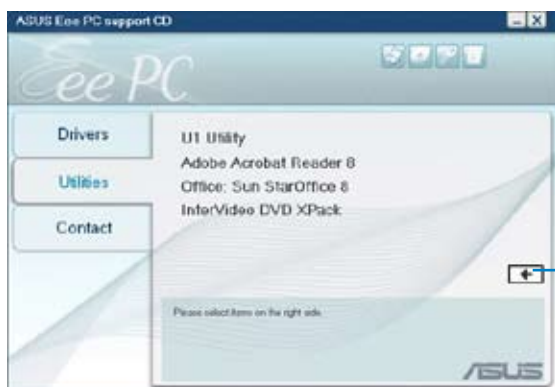 ASUS Eee PC support CD
Eee PC
Drivers
Utilities
Contact
U1 Utility
Adobe Acrobat Reader 8
Office: Sun StarOffice 8
InterVideo DVD XPack
Please select items on the right side.
ASUS